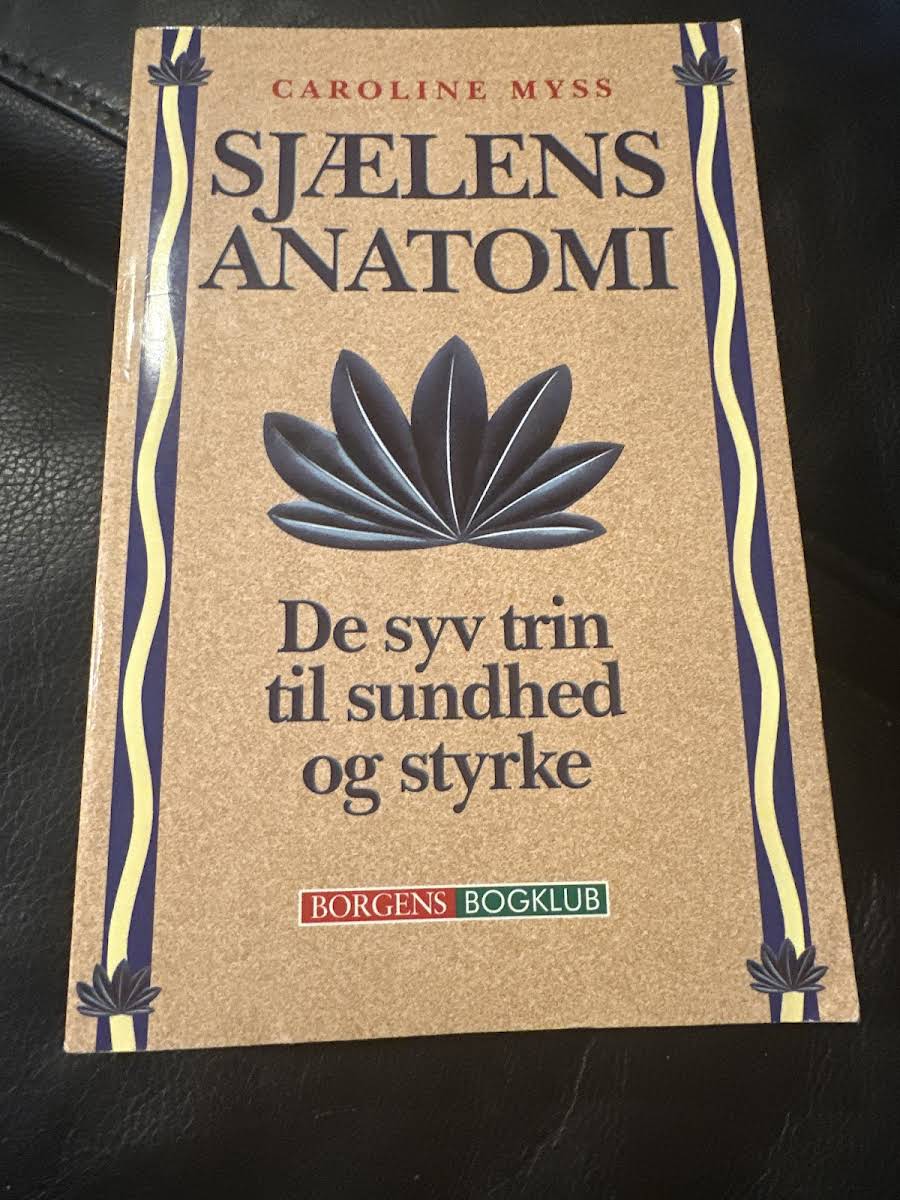 CAROLINE MYSS
SJÆLENS
ANATOMI
De syv trin
til sundhed
og styrke
BORGENS BOGKLUB